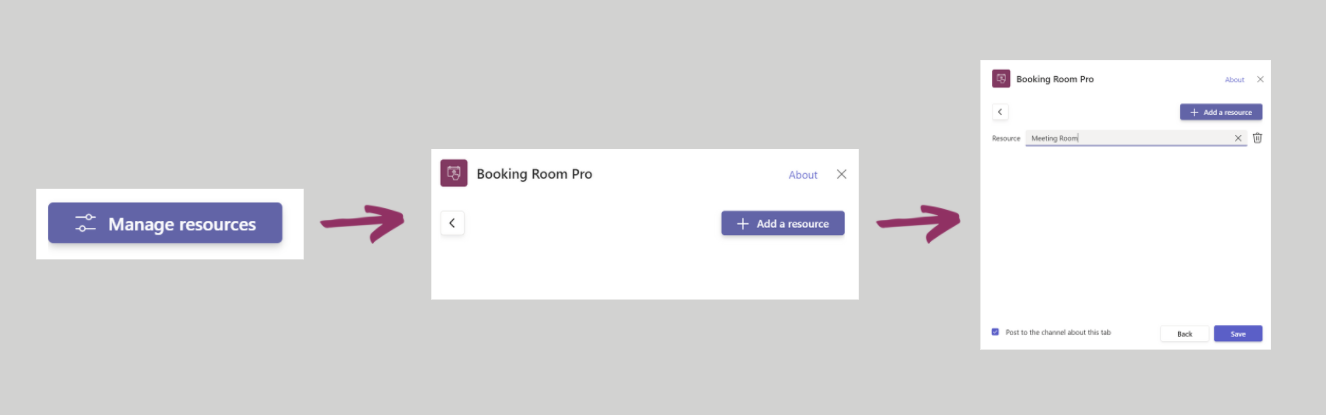 Manage resources
Booking Room Pro
About
Add a resource
Booking Room Pro
About
Add a resource
Resource
Meeting Room
Post to the channel about this tab
Back
Save